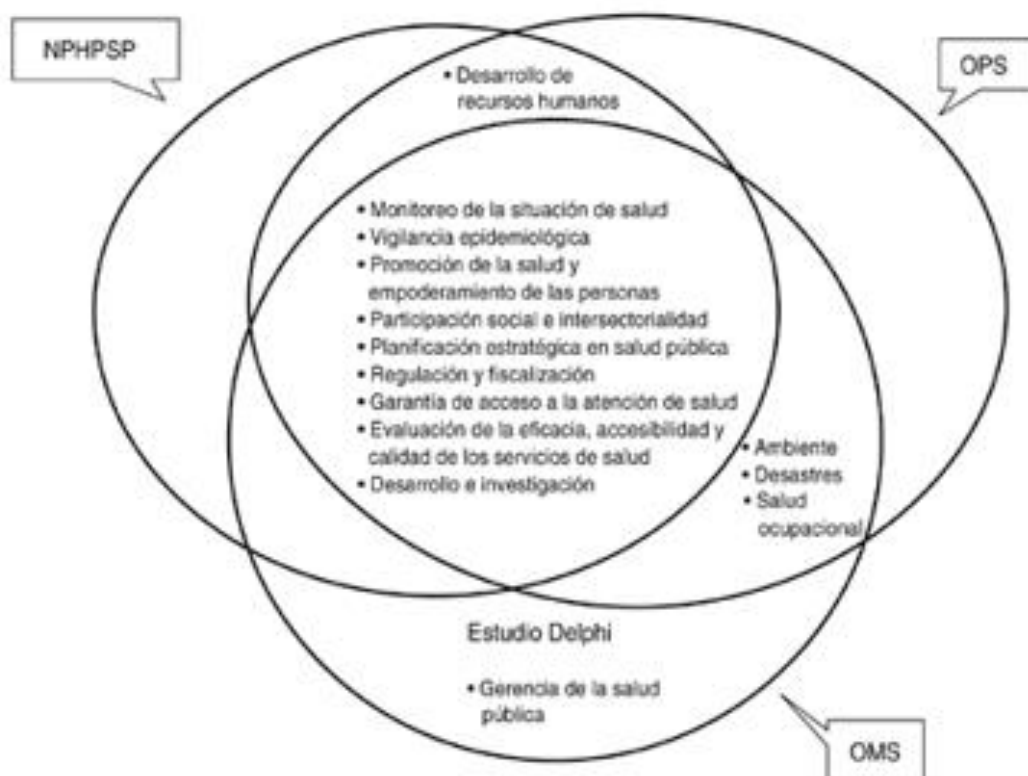 NPHPSP
OPS
• Desarrollo de
recursos humanos
• Monitoreo de la situación de salud
• Vigilancia epidemiológica
• Promoción de la salud y
empoderamiento de las personas
• Participación social e intersectorialidad
• Planificación estratégica en salud pública
• Regulación y fiscalización
• Garantía de acceso a la atención de salud
• Evaluación de la eficacia, accesibilidad y
calidad de los servicios de salud
• Desarrollo e investigación
• Ambiente
• Desastres
• Salud
ocupacional
Estudio Delphi
• Gerencia de la salud
pública
OMS